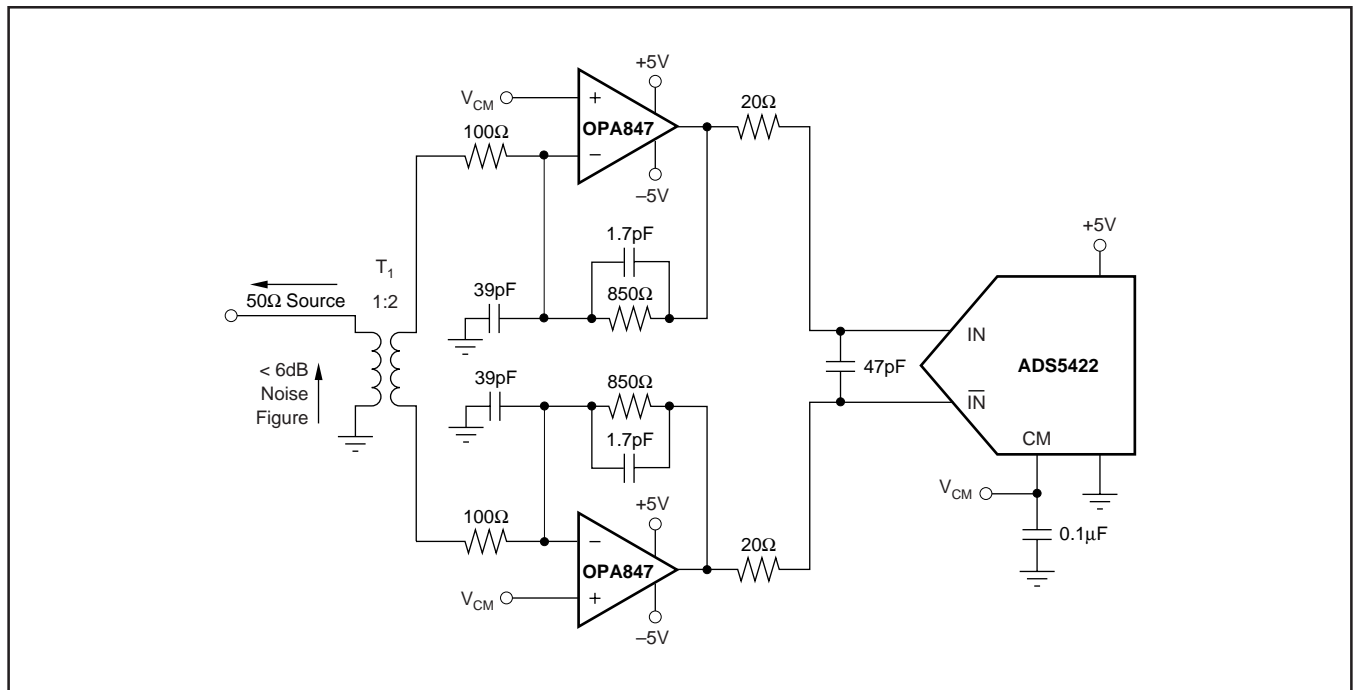 +5V
V_CM
+
OPA847
−
–5V
20Ω
100Ω
1.7pF
850Ω
39pF
T_1
1:2
50Ω Source
< 6dB
Noise
Figure
39pF
850Ω
1.7pF
100Ω
+5V
−
OPA847
+
V_CM
–5V
20Ω
47pF
+5V
IN
ADS5422
I̅N̅
CM
V_CM
0.1μF